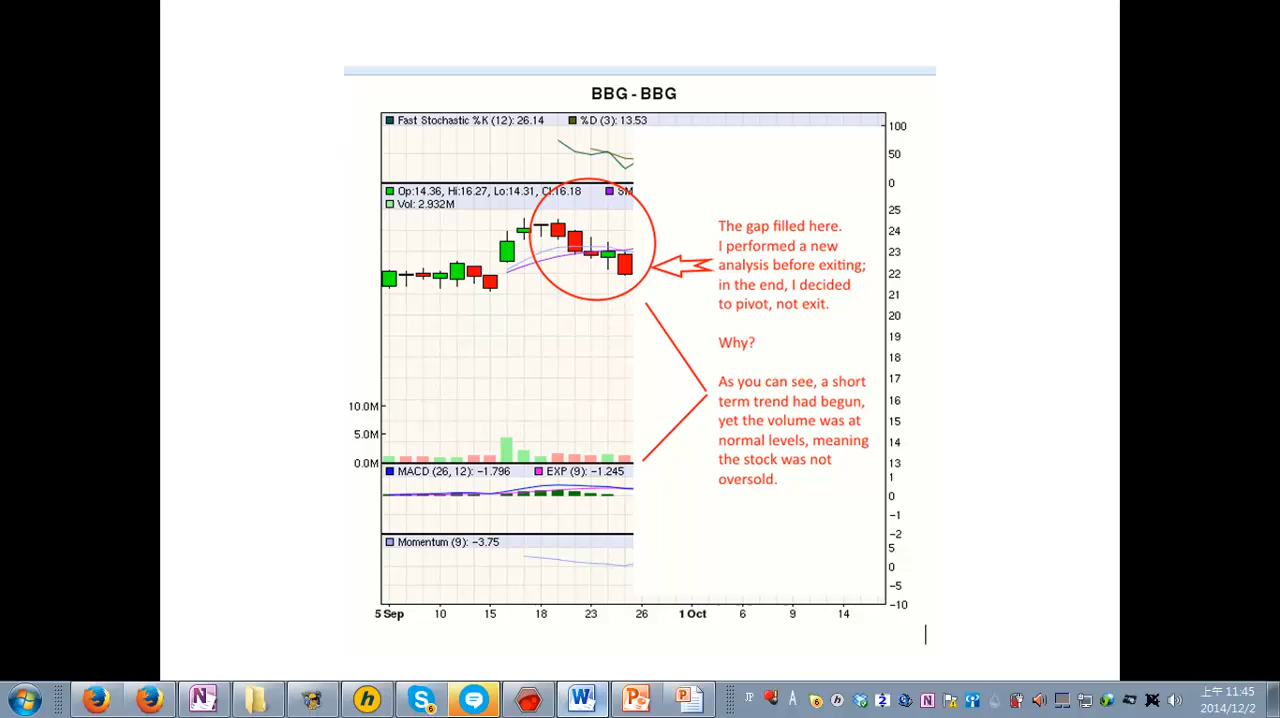 BBG - BBG
Fast Stochastic %K (12): 26.14 %D (3): 13.53
100
50
0
Op:14.36, Hi:16.27, Lo:14.31, Cl:16.18 SM
Vol: 2.932M
25
24
23
22
21
20
19
18
17
16
15
14
13
10.0M
5.0M
0.0M
The gap filled here.
I performed a new
analysis before exiting;
in the end, I decided
to pivot, not exit.
Why?
As you can see, a short
term trend had begun,
yet the volume was at
normal levels, meaning
the stock was not
oversold.
MACD (26, 12): -1.796 EXP (9): -1.245
1
0
-1
-2
Momentum (9): -3.75
5
0
-5
-10
5 Sep 10 15 18 23 26 1 Oct 6 9 14
JP A
上午 11:45
2014/12/2